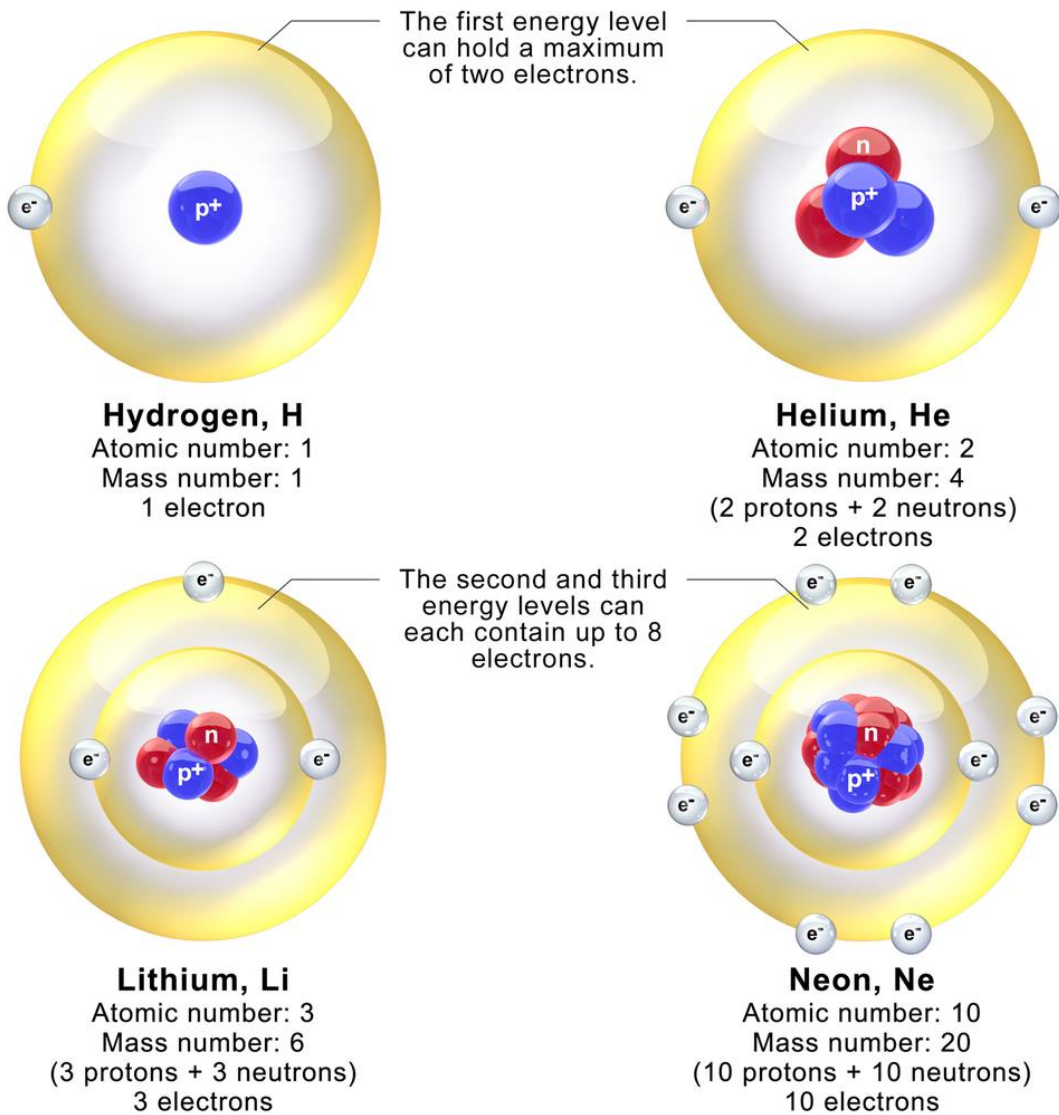 The first energy level
can hold a maximum
of two electrons.
e-
p+
Hydrogen, H
Atomic number: 1
Mass number: 1
1 electron
e-
n
p+
e-
Helium, He
Atomic number: 2
Mass number: 4
(2 protons + 2 neutrons)
2 electrons
The second and third
energy levels can
each contain up to 8
electrons.
e-
e-
n
p+
e-
Lithium, Li
Atomic number: 3
Mass number: 6
(3 protons + 3 neutrons)
3 electrons
e-
e-
e-
e-
n
e-
e-
p+
e-
e-
e-
e-
Neon, Ne
Atomic number: 10
Mass number: 20
(10 protons + 10 neutrons)
10 electrons